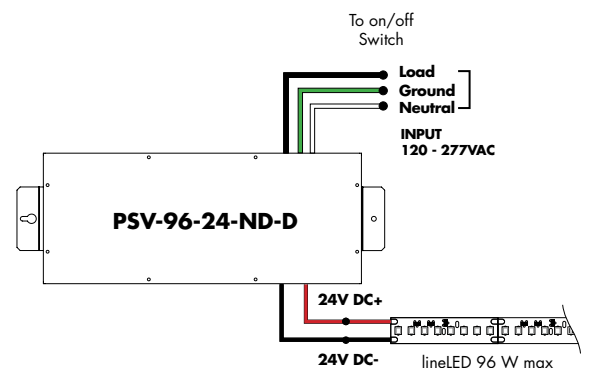 To on/off
Switch
Load
Ground
Neutral
INPUT
120 - 277VAC
PSV-96-24-ND-D
24V DC+
24V DC-
lineLED 96 W max